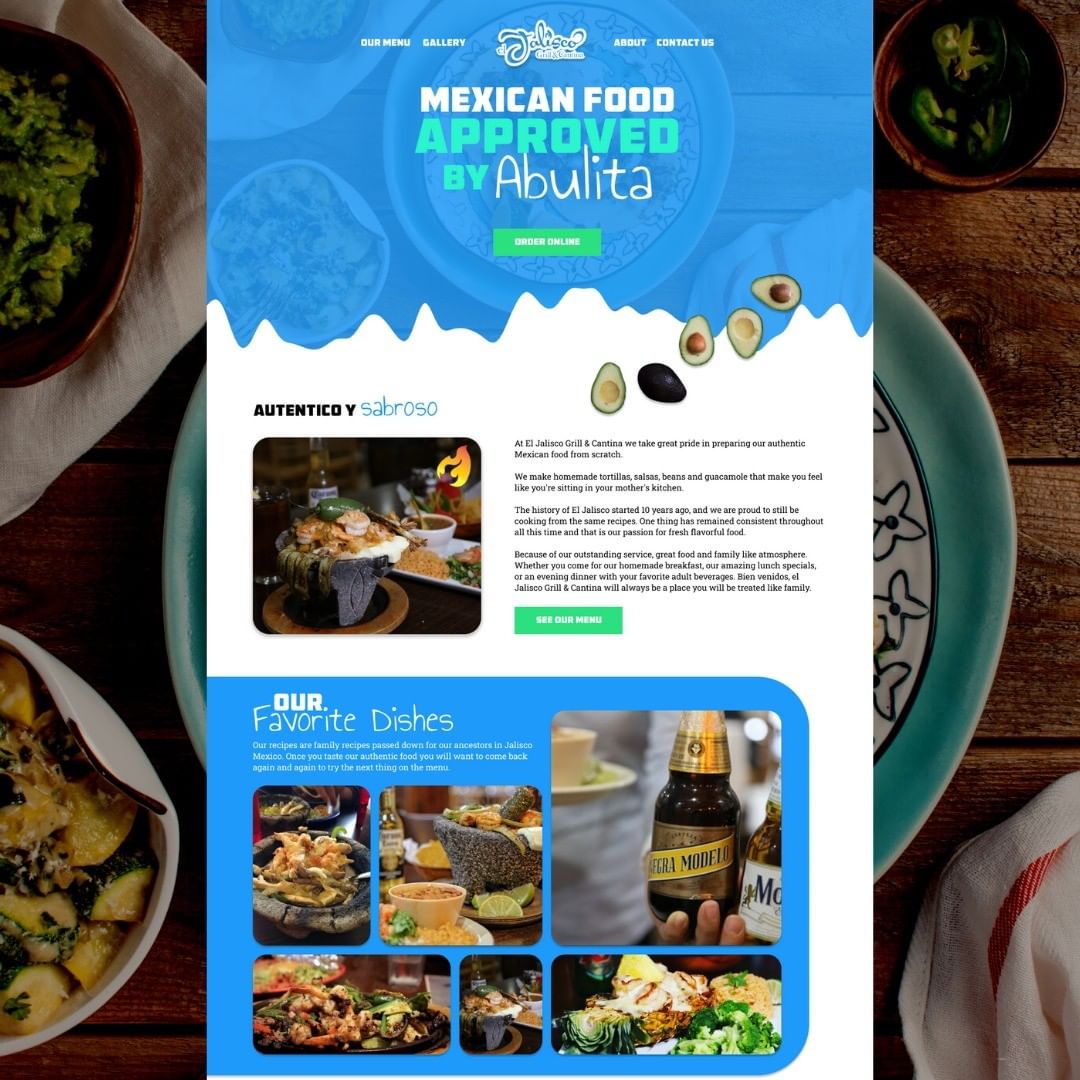 OUR MENU GALLERY el Jalisco ABOUT CONTACT US
Grill & Cantina
MEXICAN FOOD
APPROVED
BY Abulita
ORDER ONLINE
AUTENTICO Y sabroso
Corona
At El Jalisco Grill & Cantina we take great pride in preparing our authentic
Mexican food from scratch.
We make homemade tortillas, salsas, beans and guacamole that make you feel
like you're sitting in your mother's kitchen.
The history of El Jalisco started 10 years ago, and we are proud to still be
cooking from the same recipes. One thing has remained consistent throughout
all this time and that is our passion for fresh flavorful food.
Because of our outstanding service, great food and family like atmosphere.
Whether you come for our homemade breakfast, our amazing lunch specials,
or an evening dinner with your favorite adult beverages. Bien venidos, el
Jalisco Grill & Cantina will always be a place you will be treated like family.
SEE OUR MENU
OUR.
Favorite Dishes
Our recipes are family recipes passed down for our ancestors in Jalisco
Mexico. Once you taste our authentic food you will want to come back
again and again to try the next thing on the menu.
Corona
NEGRA MODELO
Mo